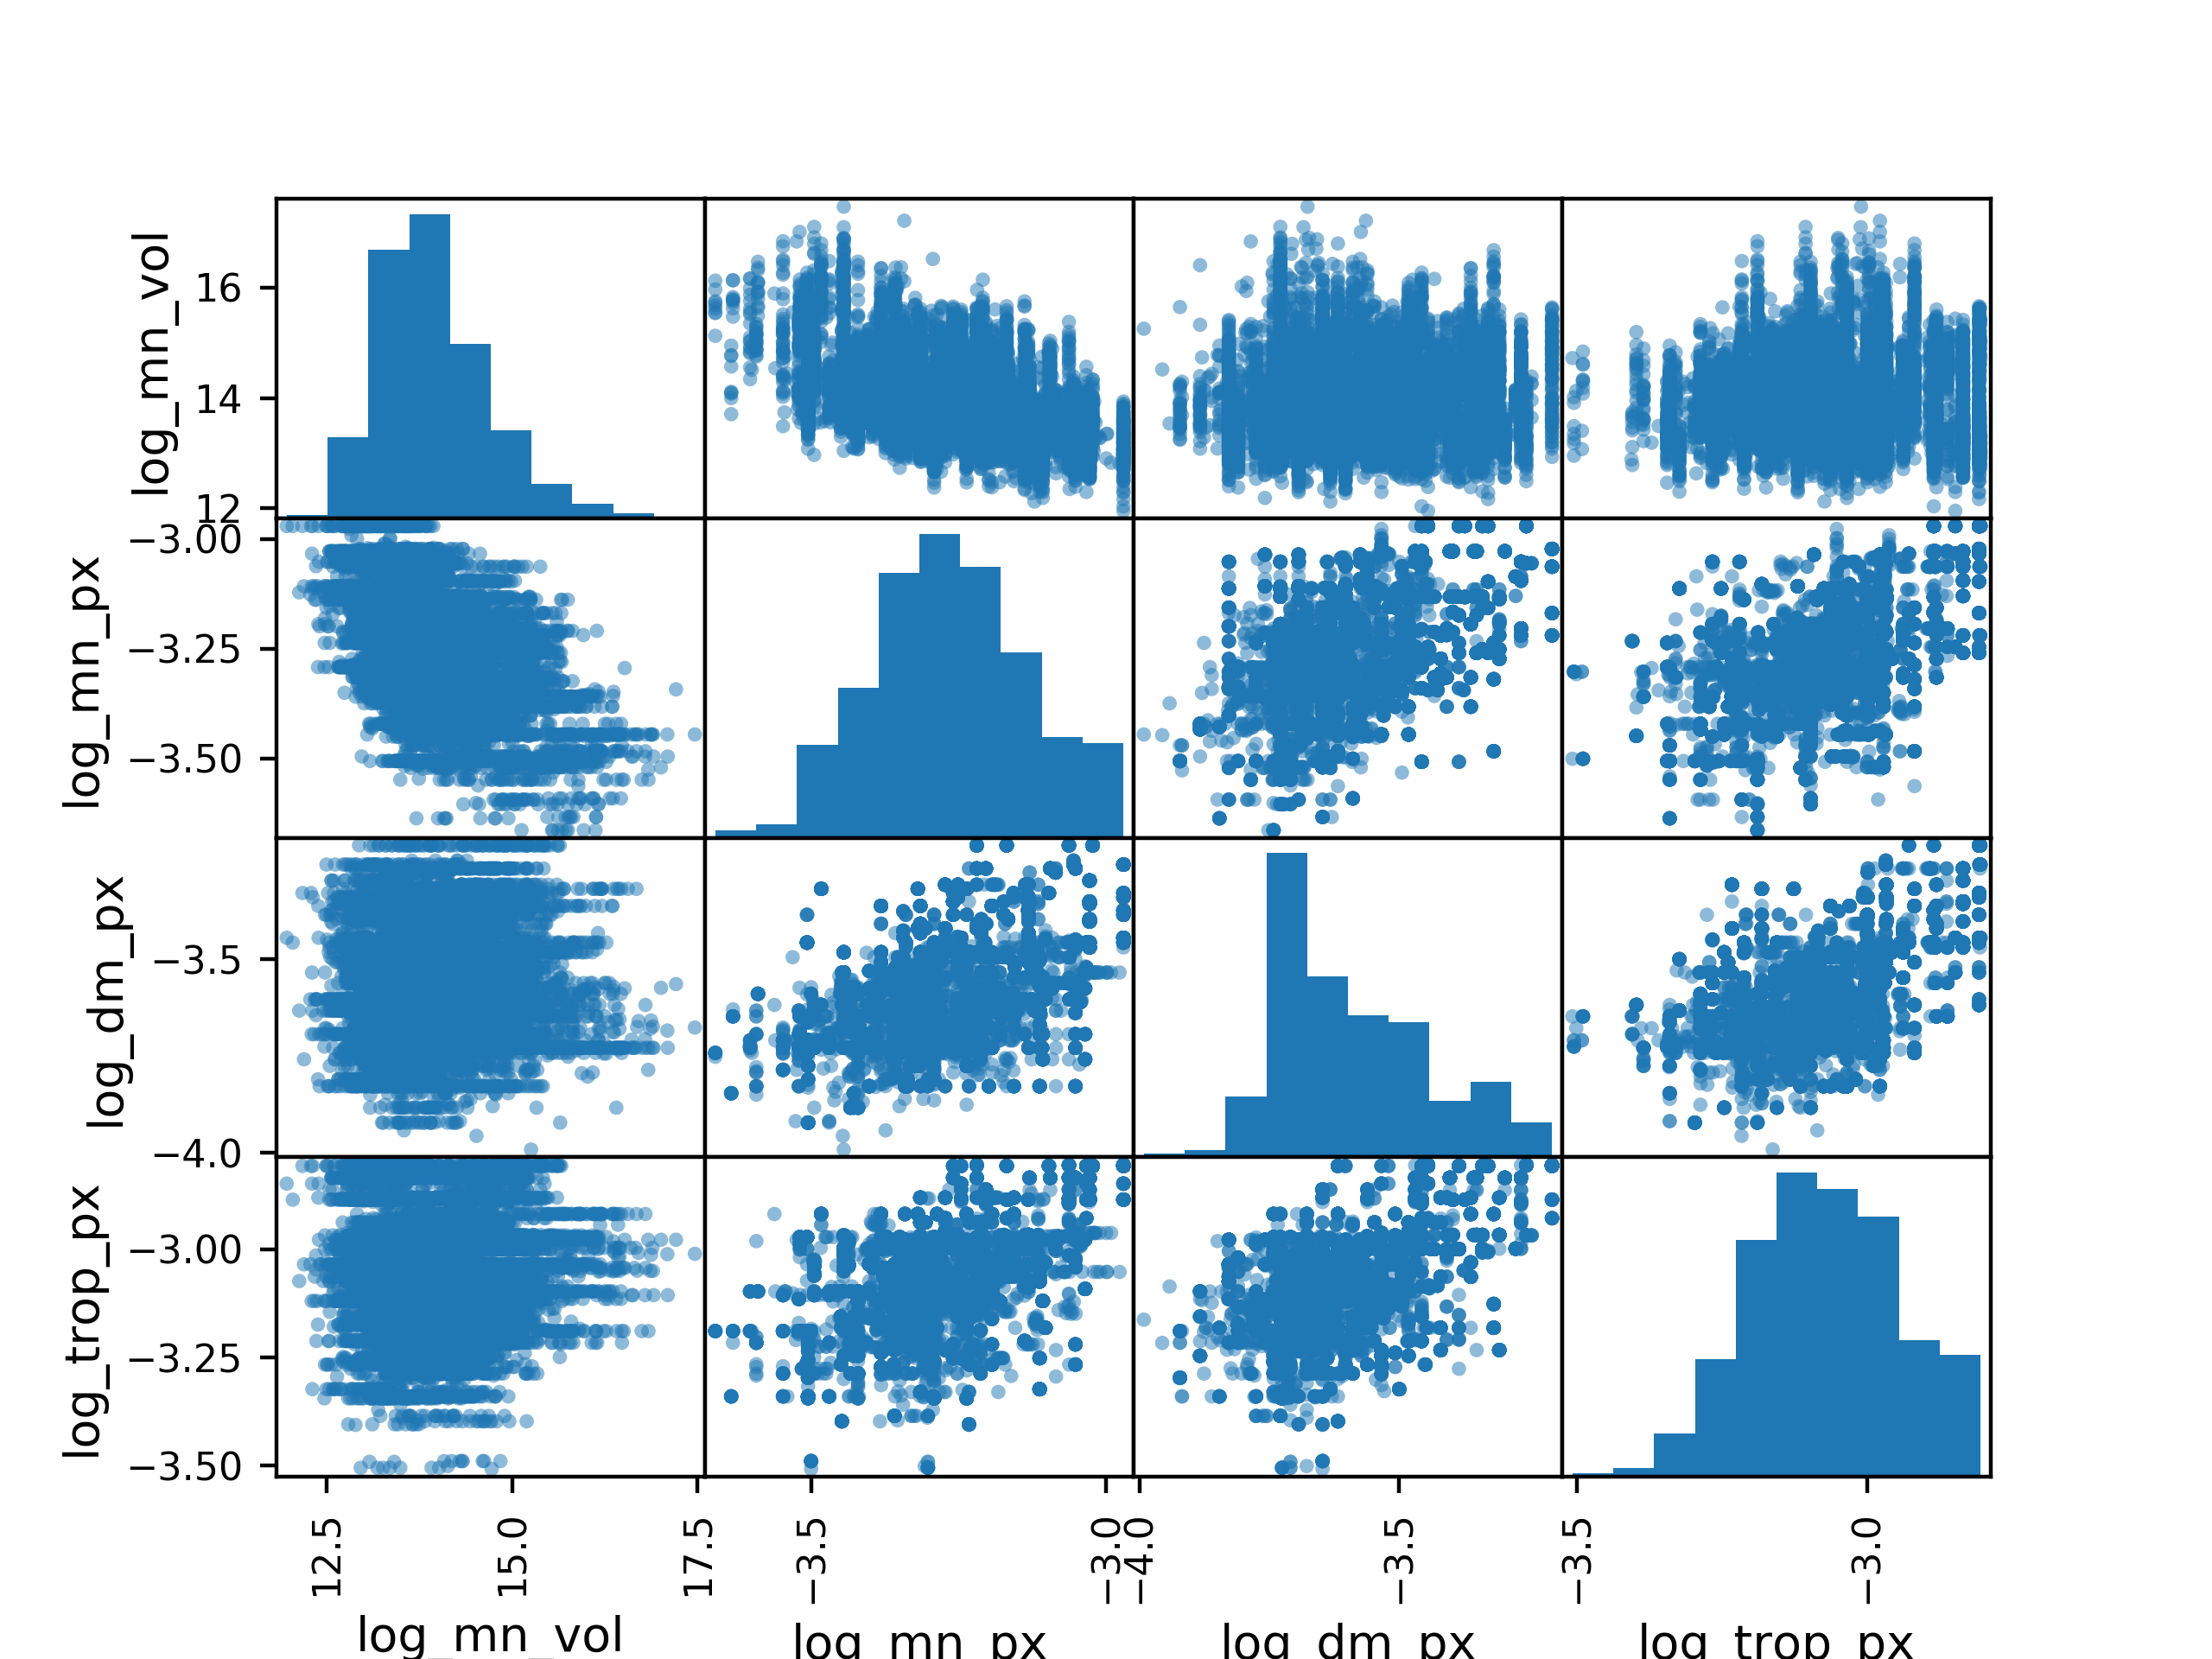 log_mn_vol
16
14
12
log_mn_px
−3.00
−3.25
−3.50
log_dm_px
−3.5
−4.0
log_trop_px
−3.00
−3.25
−3.50
12.5 15.0 17.5 −3.5 −3.0 −4.0 −3.5 −3.5 −3.0
log_mn_vol log_mn_px log_dm_px log_trop_px